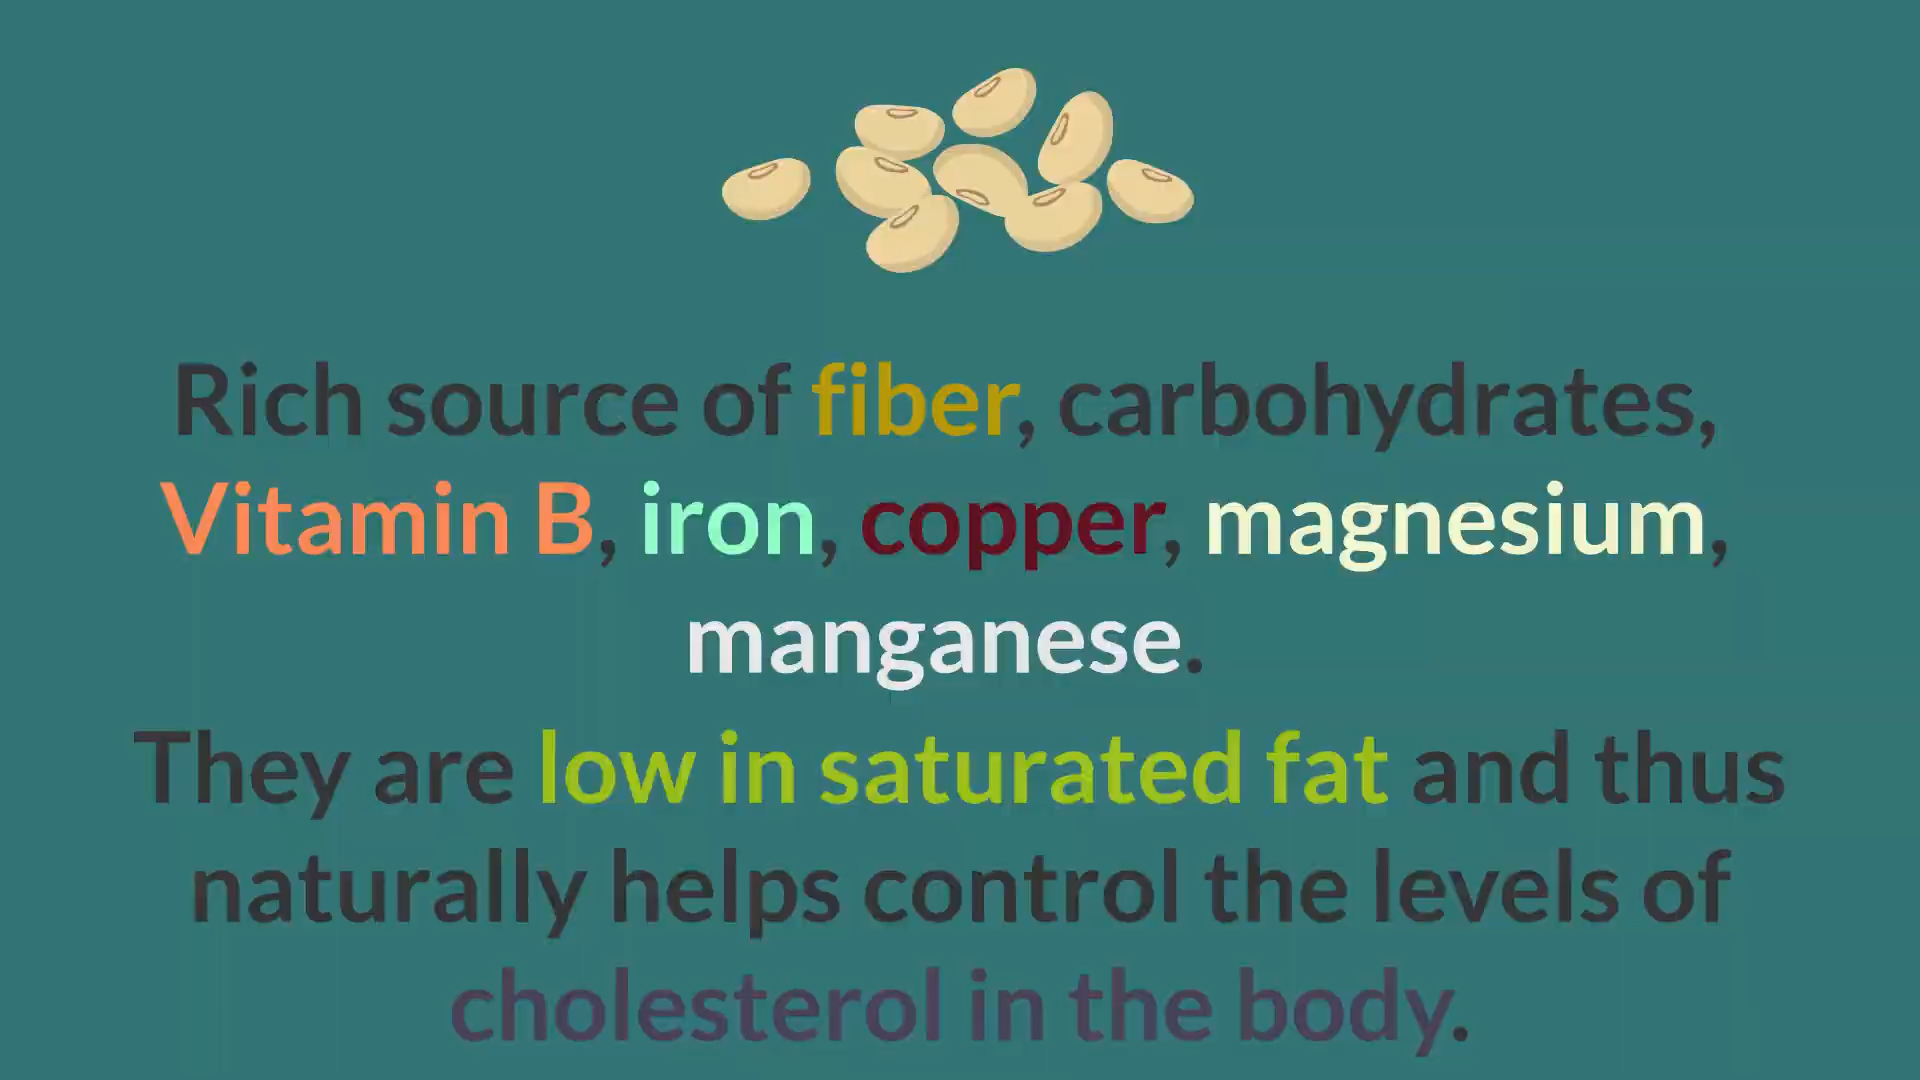 Rich source of fiber, carbohydrates,
Vitamin B, iron, copper, magnesium,
manganese.
They are low in saturated fat and thus
naturally helps control the levels of
cholesterol in the body.